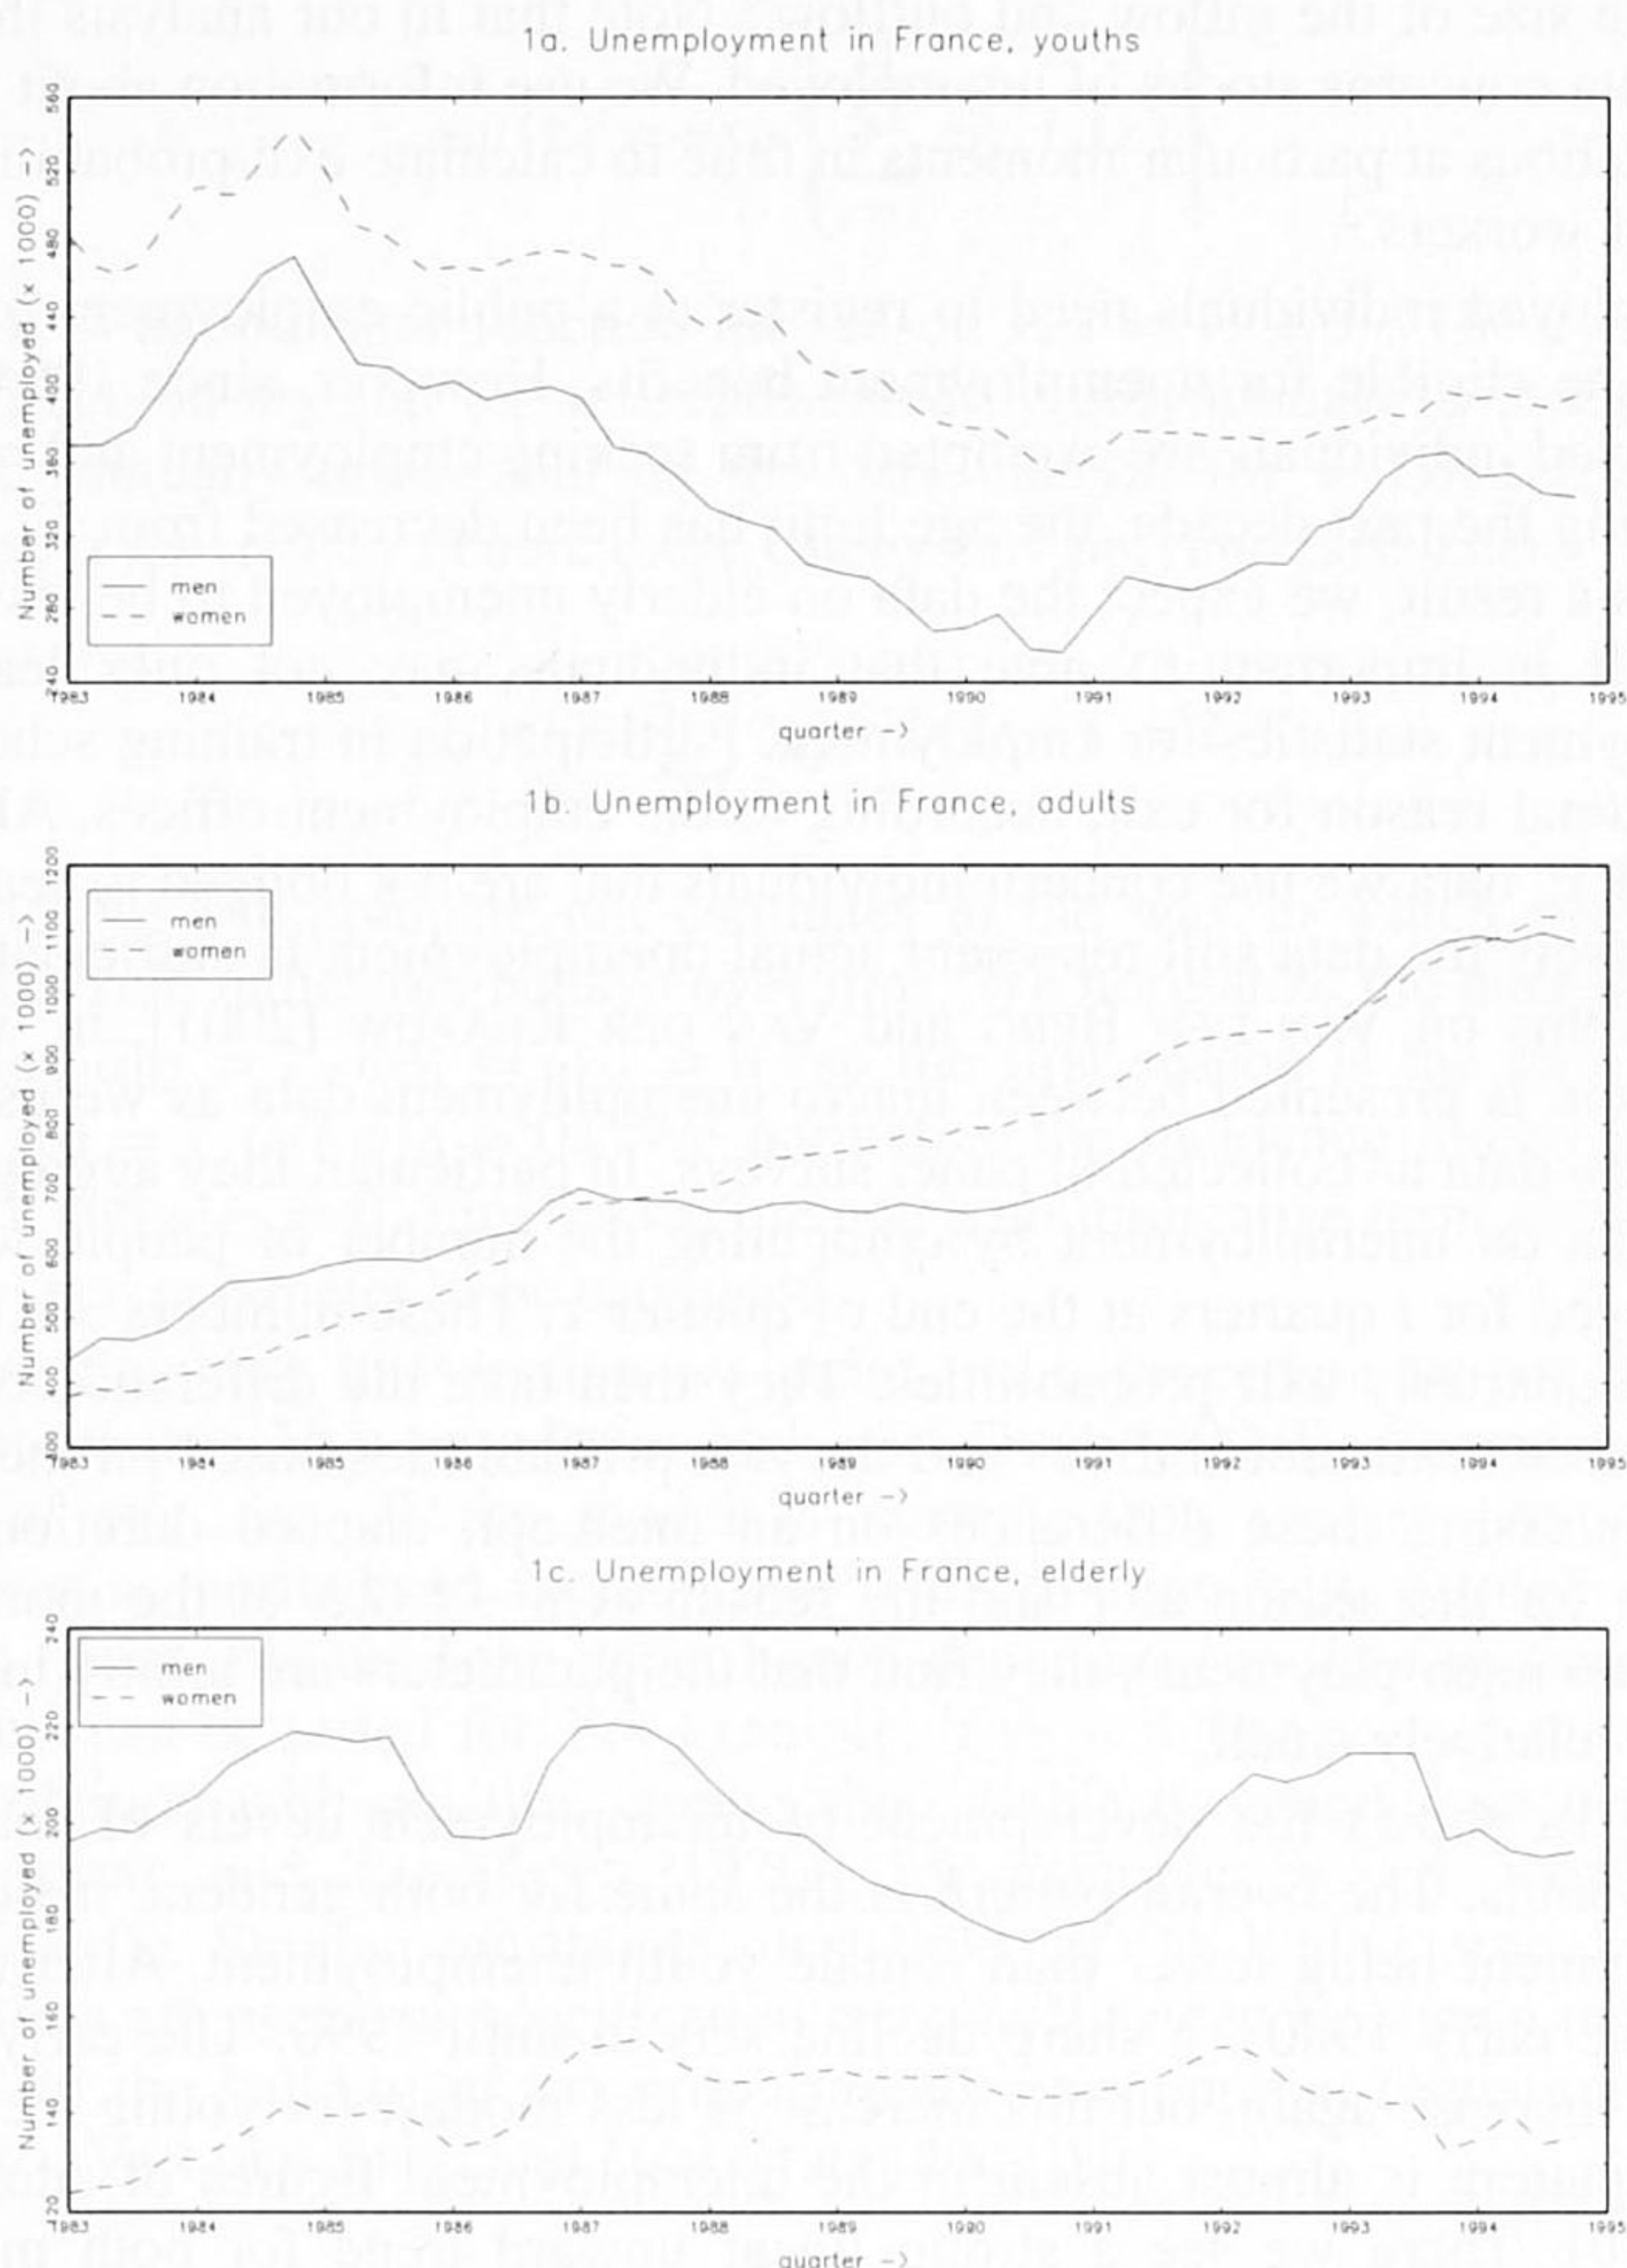 1a. Unemployment in France, youths
Number of unemployed (x 1000) ->
560
520
480
440
400
360
320
280
240
men
women
1983 1984 1985 1986 1987 1988 1989 1990 1991 1992 1993 1994 1995
quarter ->
1b. Unemployment in France, adults
Number of unemployed (x 1000) ->
1200
1100
1000
900
800
700
600
500
400
men
women
1983 1984 1985 1986 1987 1988 1989 1990 1991 1992 1993 1994 1995
quarter ->
1c. Unemployment in France, elderly
Number of unemployed (x 1000) ->
240
220
200
180
160
140
120
men
women
1983 1984 1985 1986 1987 1988 1989 1990 1991 1992 1993 1994 1995
quarter ->